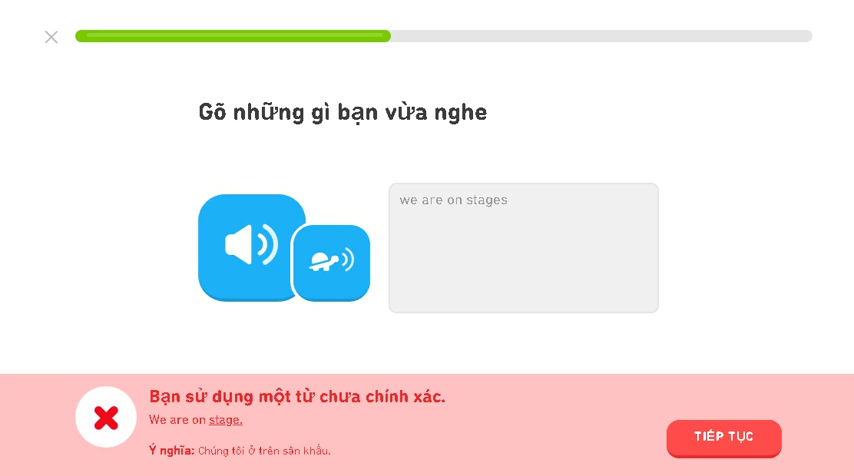 Gõ những gì bạn vừa nghe
we are on stages
Bạn sử dụng một từ chưa chính xác.
We are on stage.
Ý nghĩa: Chúng tôi ở trên sân khấu.
TIẾP TỤC